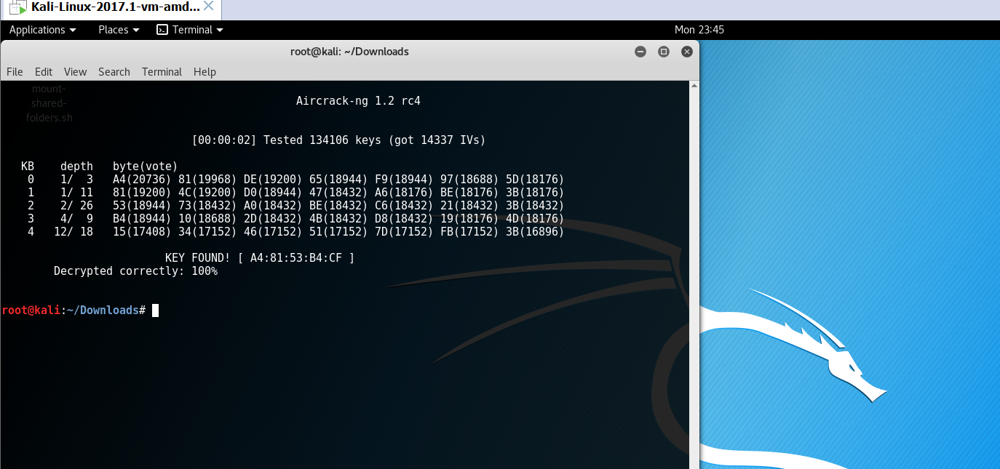 Kali-Linux-2017.1-vm-amd...
Applications Places Terminal Mon 23:45
root@kali: ~/Downloads
File Edit View Search Terminal Help
mount-
shared-
folders.sh
Aircrack-ng 1.2 rc4
[00:00:02] Tested 134106 keys (got 14337 IVs)
KB depth byte(vote)
0 1/ 3 A4(20736) 81(19968) DE(19200) 65(18944) F9(18944) 97(18688) 5D(18176)
1 1/ 11 81(19200) 4C(19200) D0(18944) 47(18432) A6(18176) BE(18176) 3B(18176)
2 2/ 26 53(18944) 73(18432) A0(18432) BE(18432) C6(18432) 21(18432) 3B(18432)
3 4/ 9 B4(18944) 10(18688) 2D(18432) 4B(18432) D8(18432) 19(18176) 4D(18176)
4 12/ 18 15(17408) 34(17152) 46(17152) 51(17152) 7D(17152) FB(17152) 3B(16896)
KEY FOUND! [ A4:81:53:B4:CF ]
Decrypted correctly: 100%
root@kali:~/Downloads#